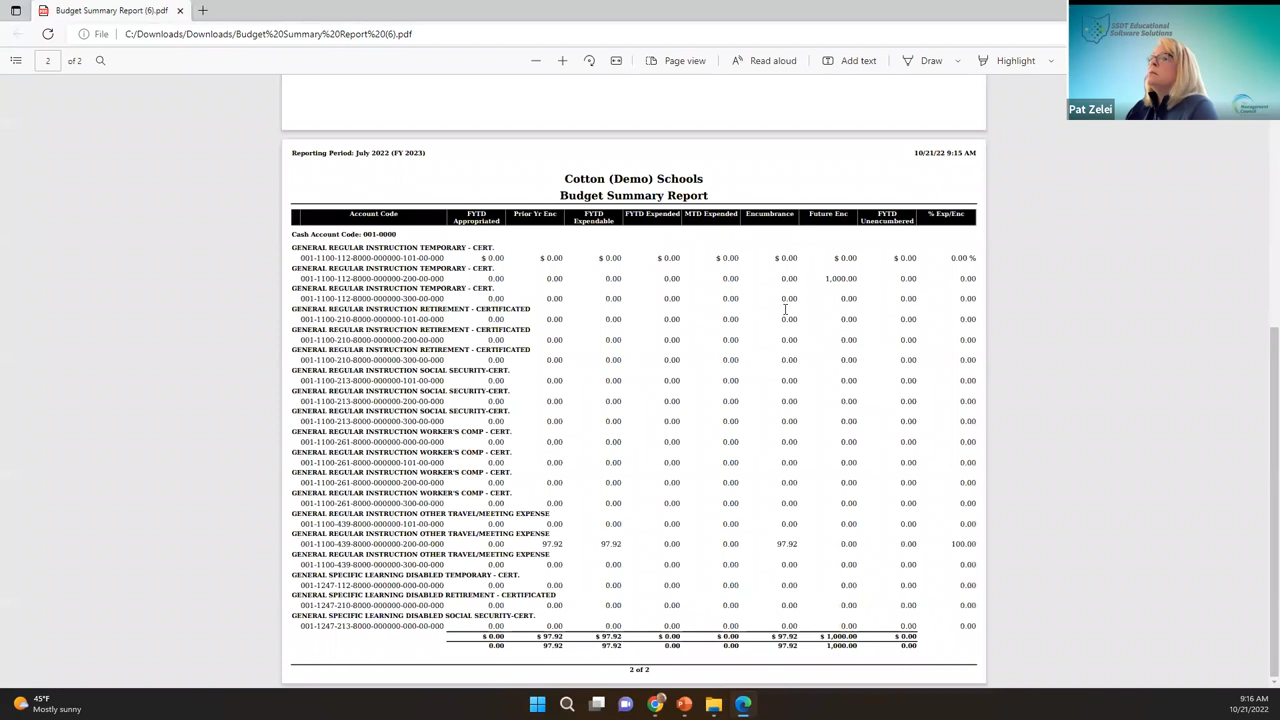 Budget Summary Report (6).pdf
File C:/Downloads/Downloads/Budget%20Summary%20Report%20(6).pdf
2 of 2 Page view Read aloud Add text Draw Highlight
SSDT Educational
Software Solutions
Management
Council
Pat Zelei
Reporting Period: July 2022 (FY 2023) 10/21/22 9:15 AM
Cotton (Demo) Schools
Budget Summary Report
Account Code FYTD Appropriated Prior Yr Enc FYTD Expendable FYTD Expended MTD Expended Encumbrance Future Enc FYTD Unencumbered % Exp/Enc
Cash Account Code: 001-0000
GENERAL REGULAR INSTRUCTION TEMPORARY - CERT.
001-1100-112-8000-000000-101-00-000 $ 0.00 $ 0.00 $ 0.00 $ 0.00 $ 0.00 $ 0.00 $ 0.00 $ 0.00 0.00 %
GENERAL REGULAR INSTRUCTION TEMPORARY - CERT.
001-1100-112-8000-000000-200-00-000 0.00 0.00 0.00 0.00 0.00 0.00 1,000.00 0.00 0.00
GENERAL REGULAR INSTRUCTION TEMPORARY - CERT.
001-1100-112-8000-000000-300-00-000 0.00 0.00 0.00 0.00 0.00 0.00 0.00 0.00 0.00
GENERAL REGULAR INSTRUCTION RETIREMENT - CERTIFICATED
001-1100-210-8000-000000-101-00-000 0.00 0.00 0.00 0.00 0.00 0.00 0.00 0.00 0.00
GENERAL REGULAR INSTRUCTION RETIREMENT - CERTIFICATED
001-1100-210-8000-000000-200-00-000 0.00 0.00 0.00 0.00 0.00 0.00 0.00 0.00 0.00
GENERAL REGULAR INSTRUCTION RETIREMENT - CERTIFICATED
001-1100-210-8000-000000-300-00-000 0.00 0.00 0.00 0.00 0.00 0.00 0.00 0.00 0.00
GENERAL REGULAR INSTRUCTION SOCIAL SECURITY-CERT.
001-1100-213-8000-000000-101-00-000 0.00 0.00 0.00 0.00 0.00 0.00 0.00 0.00 0.00
GENERAL REGULAR INSTRUCTION SOCIAL SECURITY-CERT.
001-1100-213-8000-000000-200-00-000 0.00 0.00 0.00 0.00 0.00 0.00 0.00 0.00 0.00
GENERAL REGULAR INSTRUCTION SOCIAL SECURITY-CERT.
001-1100-213-8000-000000-300-00-000 0.00 0.00 0.00 0.00 0.00 0.00 0.00 0.00 0.00
GENERAL REGULAR INSTRUCTION WORKER'S COMP - CERT.
001-1100-261-8000-000000-000-00-000 0.00 0.00 0.00 0.00 0.00 0.00 0.00 0.00 0.00
GENERAL REGULAR INSTRUCTION WORKER'S COMP - CERT.
001-1100-261-8000-000000-101-00-000 0.00 0.00 0.00 0.00 0.00 0.00 0.00 0.00 0.00
GENERAL REGULAR INSTRUCTION WORKER'S COMP - CERT.
001-1100-261-8000-000000-200-00-000 0.00 0.00 0.00 0.00 0.00 0.00 0.00 0.00 0.00
GENERAL REGULAR INSTRUCTION WORKER'S COMP - CERT.
001-1100-261-8000-000000-300-00-000 0.00 0.00 0.00 0.00 0.00 0.00 0.00 0.00 0.00
GENERAL REGULAR INSTRUCTION OTHER TRAVEL/MEETING EXPENSE
001-1100-439-8000-000000-101-00-000 0.00 0.00 0.00 0.00 0.00 0.00 0.00 0.00 0.00
GENERAL REGULAR INSTRUCTION OTHER TRAVEL/MEETING EXPENSE
001-1100-439-8000-000000-200-00-000 0.00 97.92 97.92 0.00 0.00 97.92 0.00 0.00 100.00
GENERAL REGULAR INSTRUCTION OTHER TRAVEL/MEETING EXPENSE
001-1100-439-8000-000000-300-00-000 0.00 0.00 0.00 0.00 0.00 0.00 0.00 0.00 0.00
GENERAL SPECIFIC LEARNING DISABLED TEMPORARY - CERT.
001-1247-112-8000-000000-000-00-000 0.00 0.00 0.00 0.00 0.00 0.00 0.00 0.00 0.00
GENERAL SPECIFIC LEARNING DISABLED RETIREMENT - CERTIFICATED
001-1247-210-8000-000000-000-00-000 0.00 0.00 0.00 0.00 0.00 0.00 0.00 0.00 0.00
GENERAL SPECIFIC LEARNING DISABLED SOCIAL SECURITY-CERT.
001-1247-213-8000-000000-000-00-000 0.00 0.00 0.00 0.00 0.00 0.00 0.00 0.00 0.00
$ 0.00 $ 97.92 $ 97.92 $ 0.00 $ 0.00 $ 97.92 $ 1,000.00 $ 0.00
0.00 97.92 97.92 0.00 0.00 97.92 1,000.00 0.00
2 of 2
45°F
Mostly sunny
9:16 AM
10/21/2022